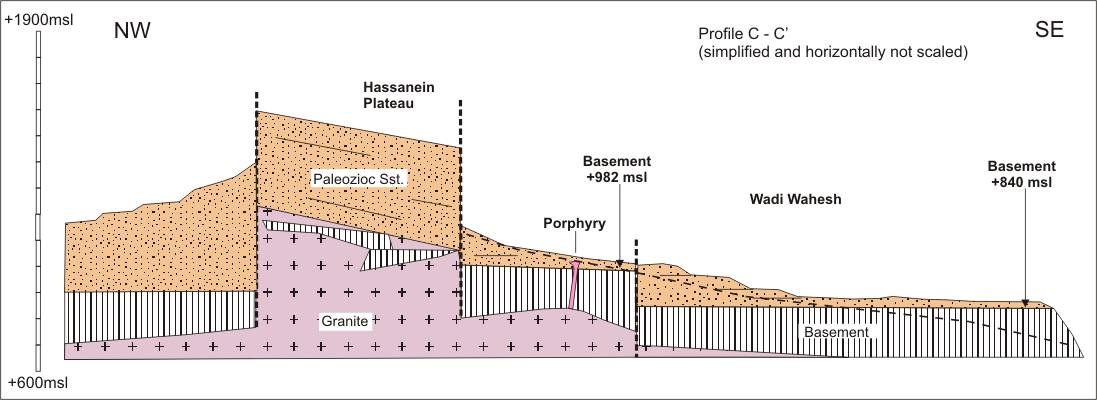 +1900msl
NW
Profile C - C’
(simplified and horizontally not scaled)
SE
Hassanein
Plateau
Paleozioc Sst.
Basement
+982 msl
Basement
+840 msl
Wadi Wahesh
Porphyry
Granite
Basement
+600msl